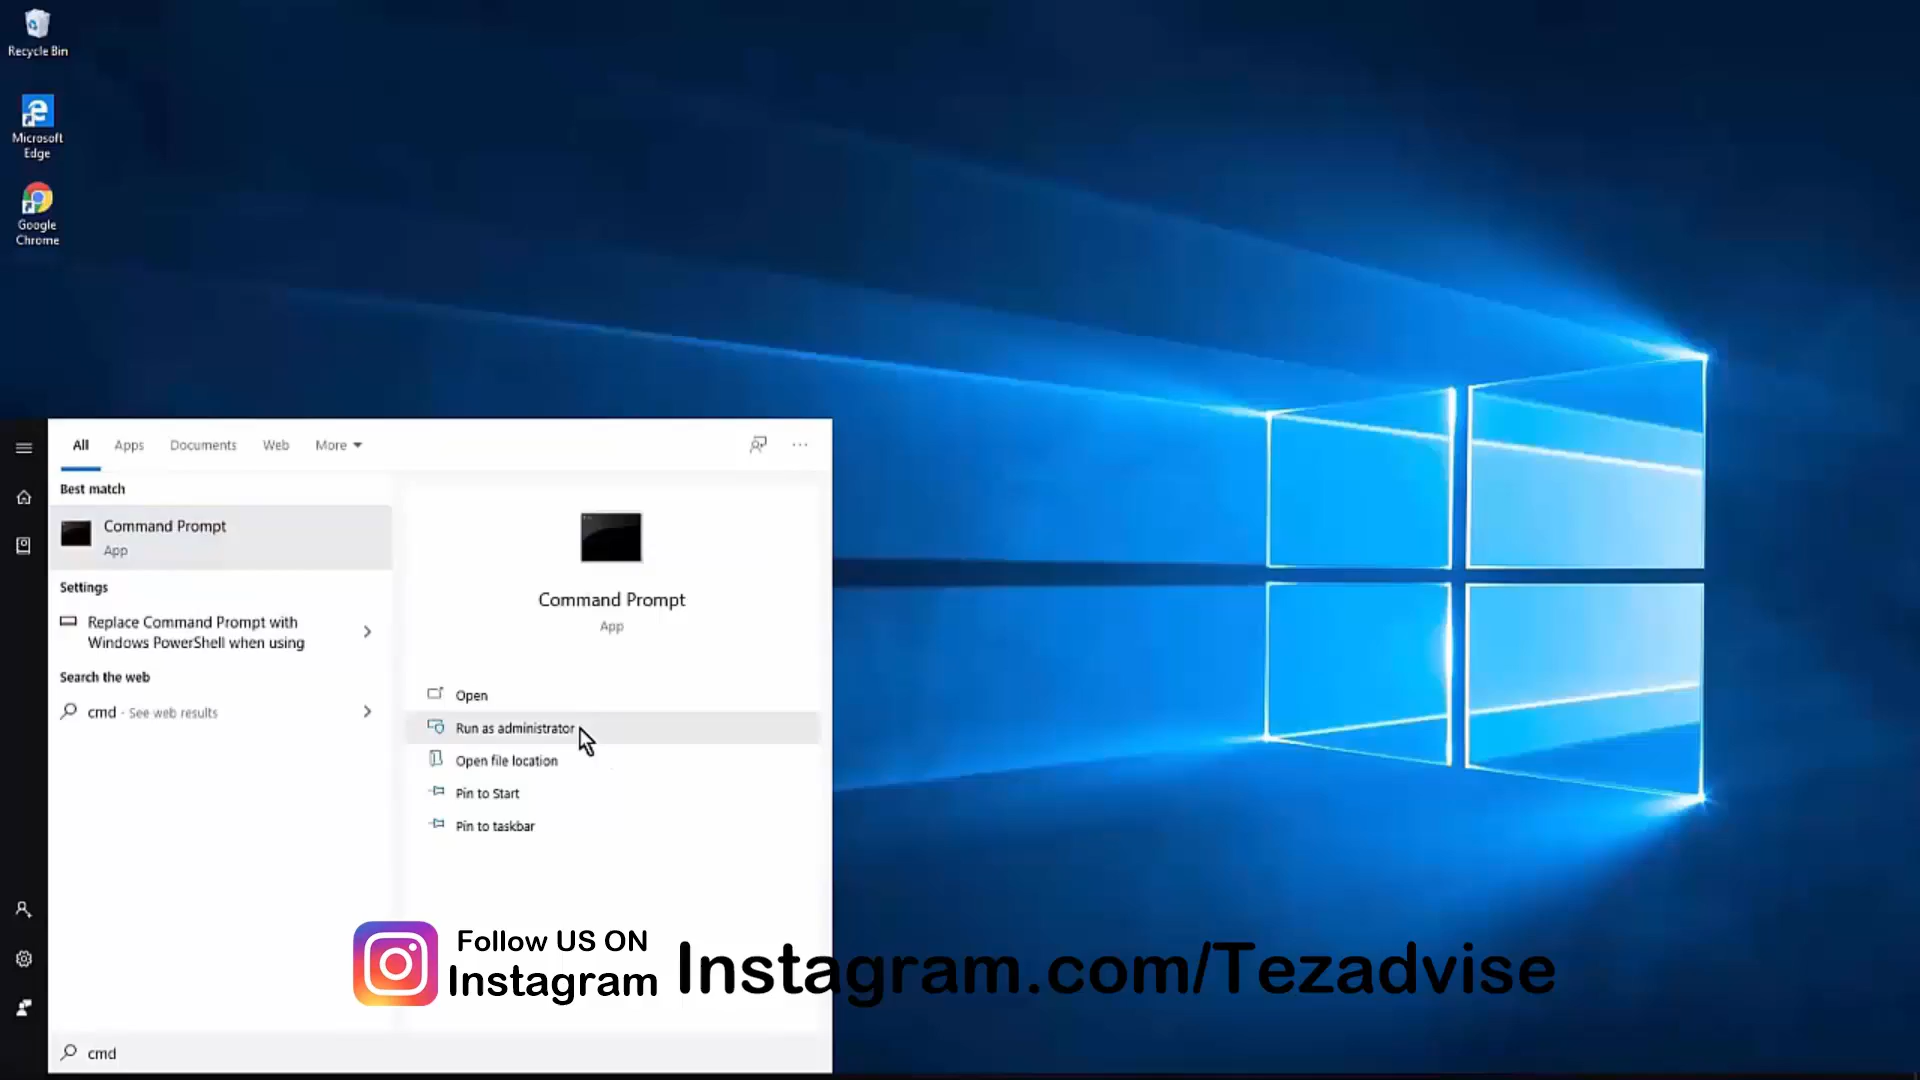 Recycle Bin
Microsoft
Edge
Google
Chrome
All Apps Documents Web More
Best match
Command Prompt
App
Settings
Replace Command Prompt with
Windows PowerShell when using
Search the web
cmd - See web results
Command Prompt
App
Open
Run as administrator
Open file location
Pin to Start
Pin to taskbar
Follow US ON
Instagram
Instagram.com/Tezadvise
cmd